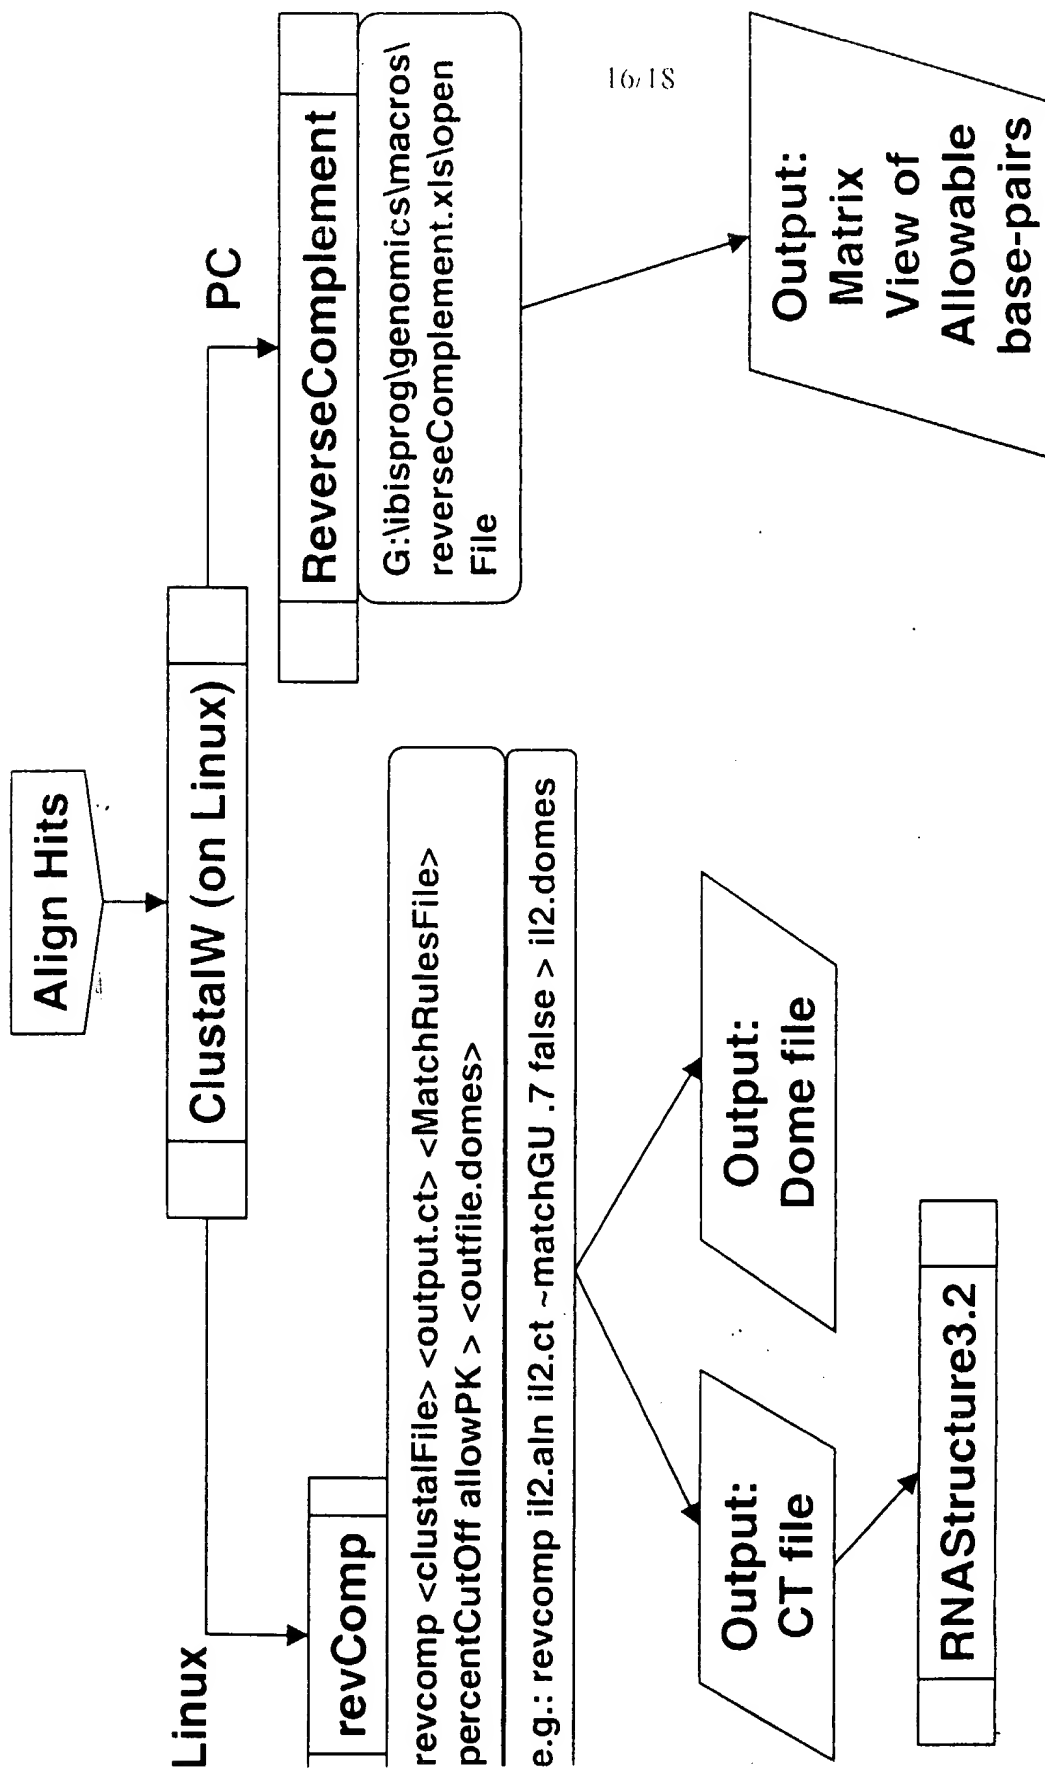 Align Hits
ClustalW (on Linux)
Linux
PC
revComp
revcomp <clustalFile> <output.ct> <MatchRulesFile>
percentCutOff allowPK > <outfile.domes>
e.g.: revcomp il2.aln il2.ct ~matchGU .7 false > il2.domes
Output:
CT file
Output:
Dome file
RNAStructure3.2
ReverseComplement
G:\ibisprog\genomics\macros\
reverseComplement.xls\open
File
Output:
Matrix
View of
Allowable
base-pairs
16/18